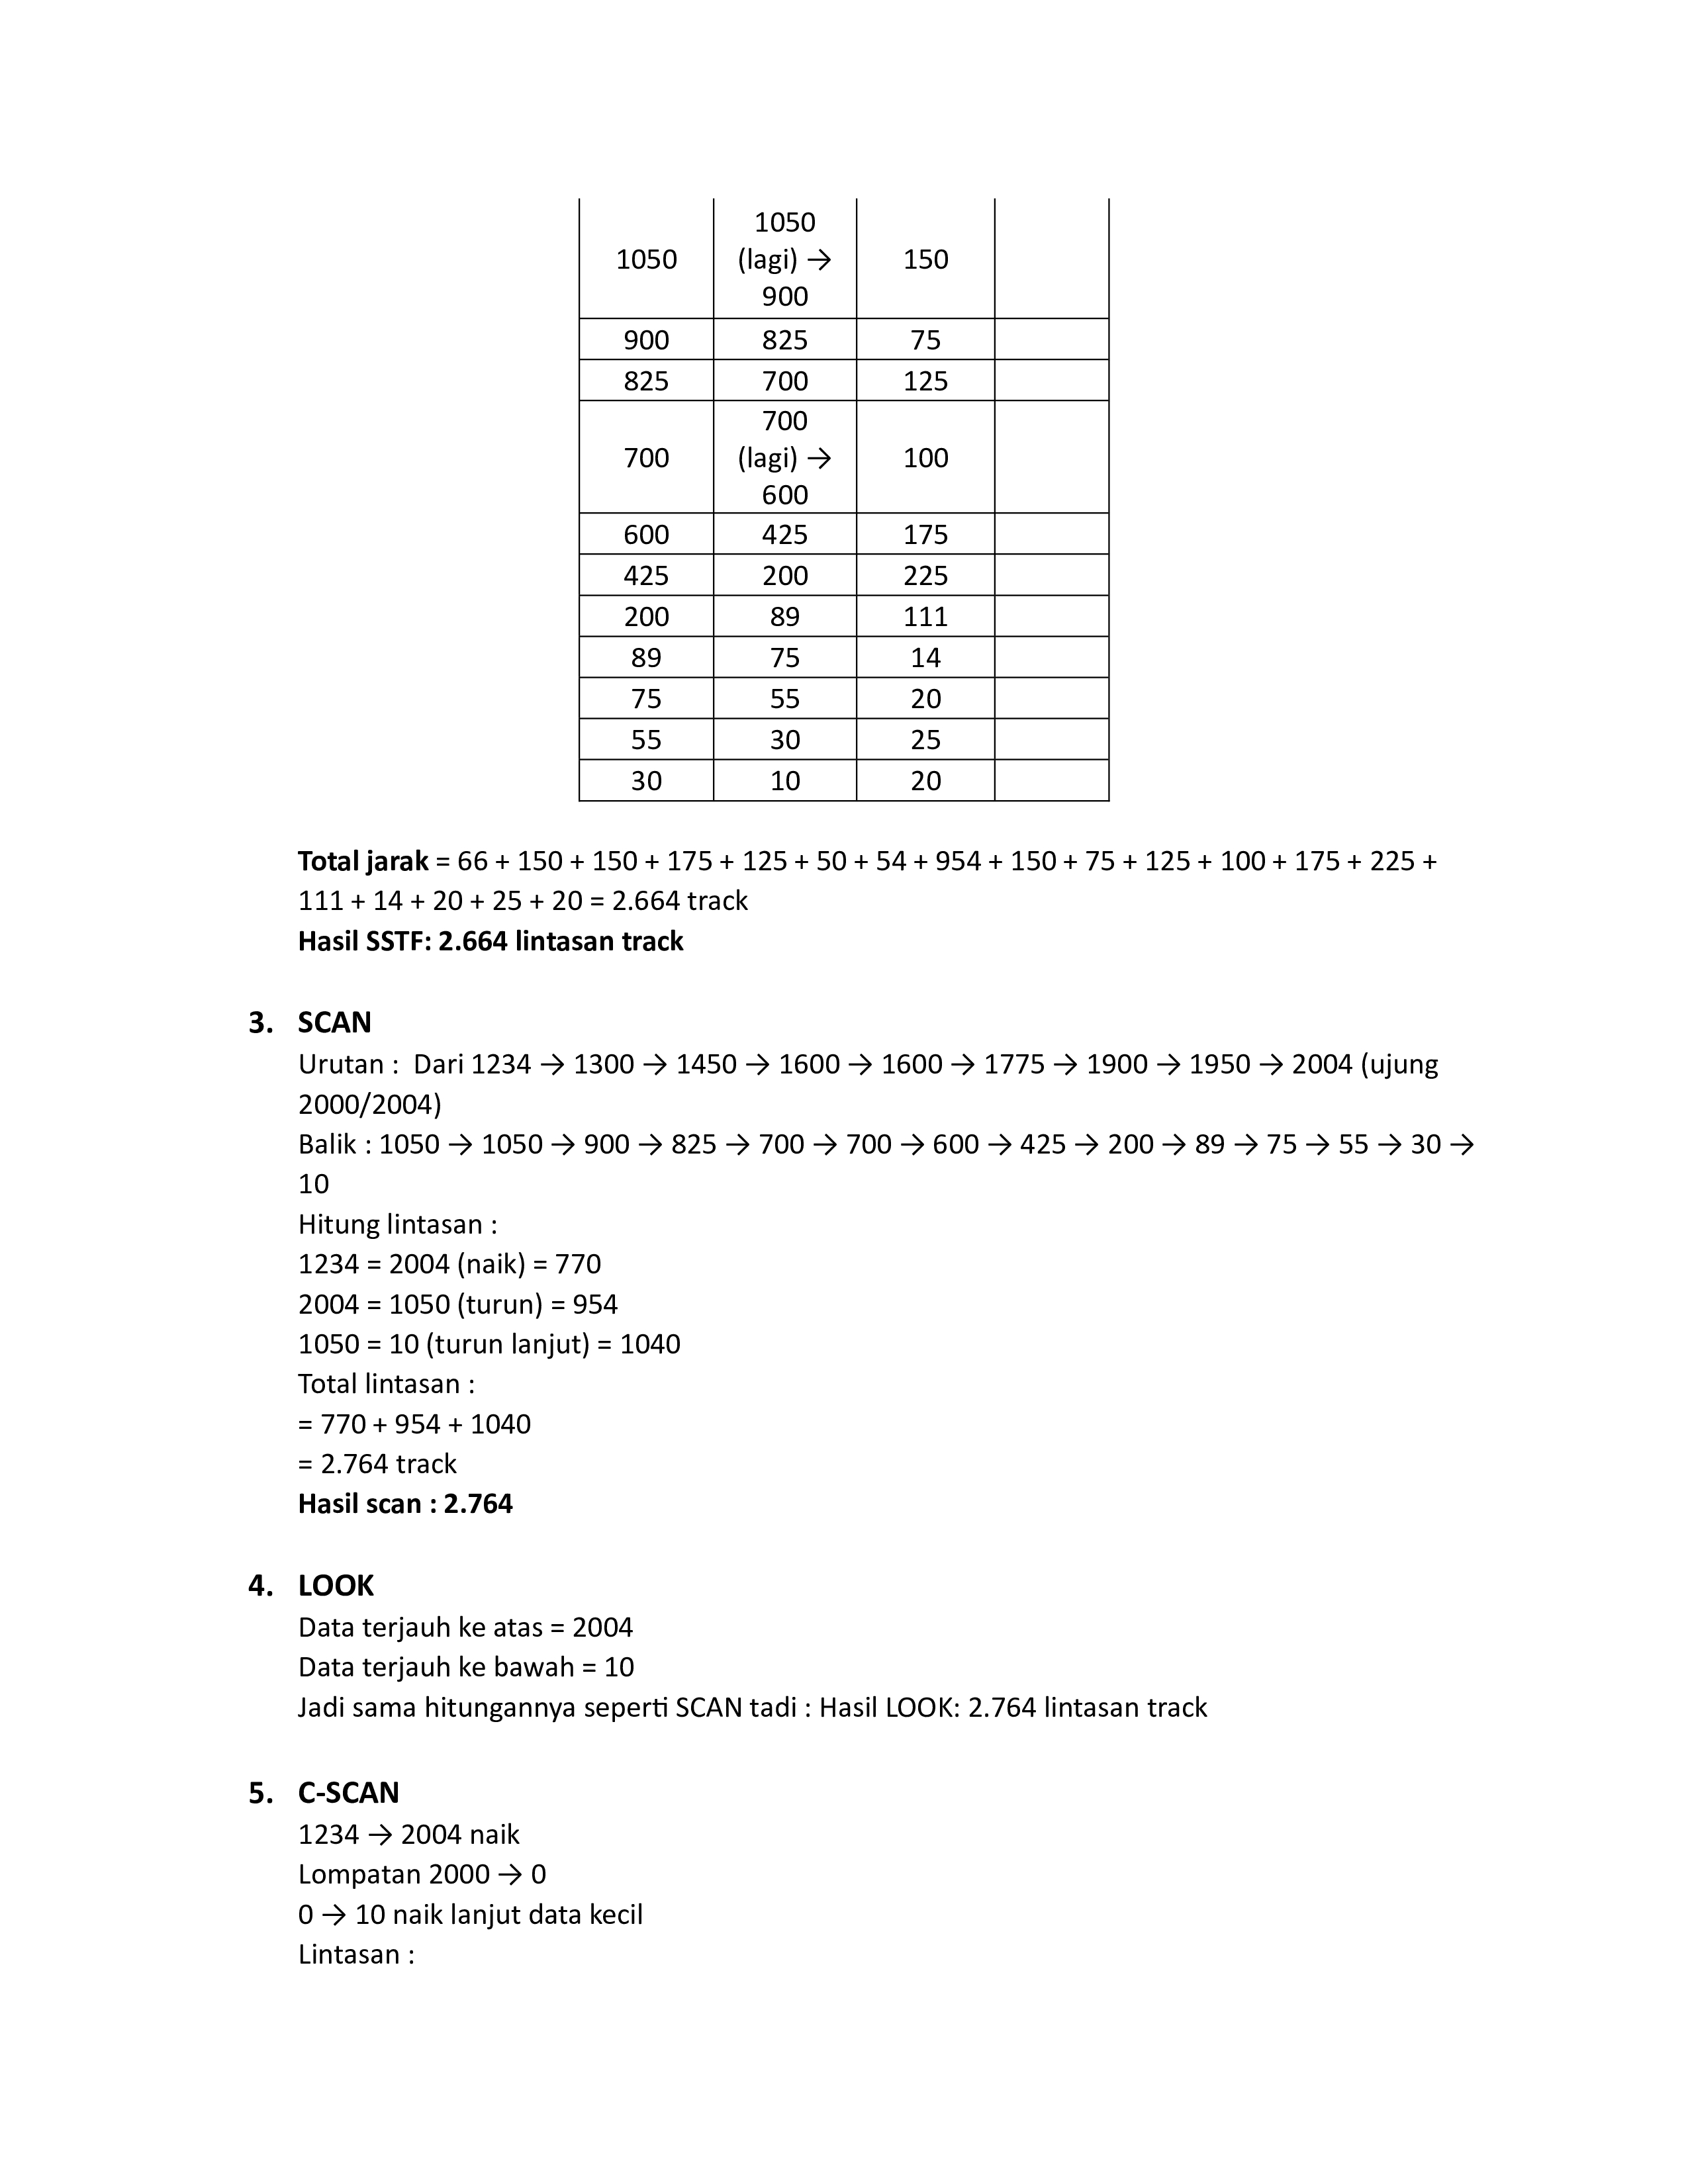 1050 1050 (lagi) → 900 150
900 825 75
825 700 125
700 700 (lagi) → 600 100
600 425 175
425 200 225
200 89 111
89 75 14
75 55 20
55 30 25
30 10 20
Total jarak = 66 + 150 + 150 + 175 + 125 + 50 + 54 + 954 + 150 + 75 + 125 + 100 + 175 + 225 +
111 + 14 + 20 + 25 + 20 = 2.664 track
Hasil SSTF: 2.664 lintasan track
3. SCAN
Urutan : Dari 1234 → 1300 → 1450 → 1600 → 1600 → 1775 → 1900 → 1950 → 2004 (ujung
2000/2004)
Balik : 1050 → 1050 → 900 → 825 → 700 → 700 → 600 → 425 → 200 → 89 → 75 → 55 → 30 →
10
Hitung lintasan :
1234 = 2004 (naik) = 770
2004 = 1050 (turun) = 954
1050 = 10 (turun lanjut) = 1040
Total lintasan :
= 770 + 954 + 1040
= 2.764 track
Hasil scan : 2.764
4. LOOK
Data terjauh ke atas = 2004
Data terjauh ke bawah = 10
Jadi sama hitungannya seperti SCAN tadi : Hasil LOOK: 2.764 lintasan track
5. C-SCAN
1234 → 2004 naik
Lompatan 2000 → 0
0 → 10 naik lanjut data kecil
Lintasan :